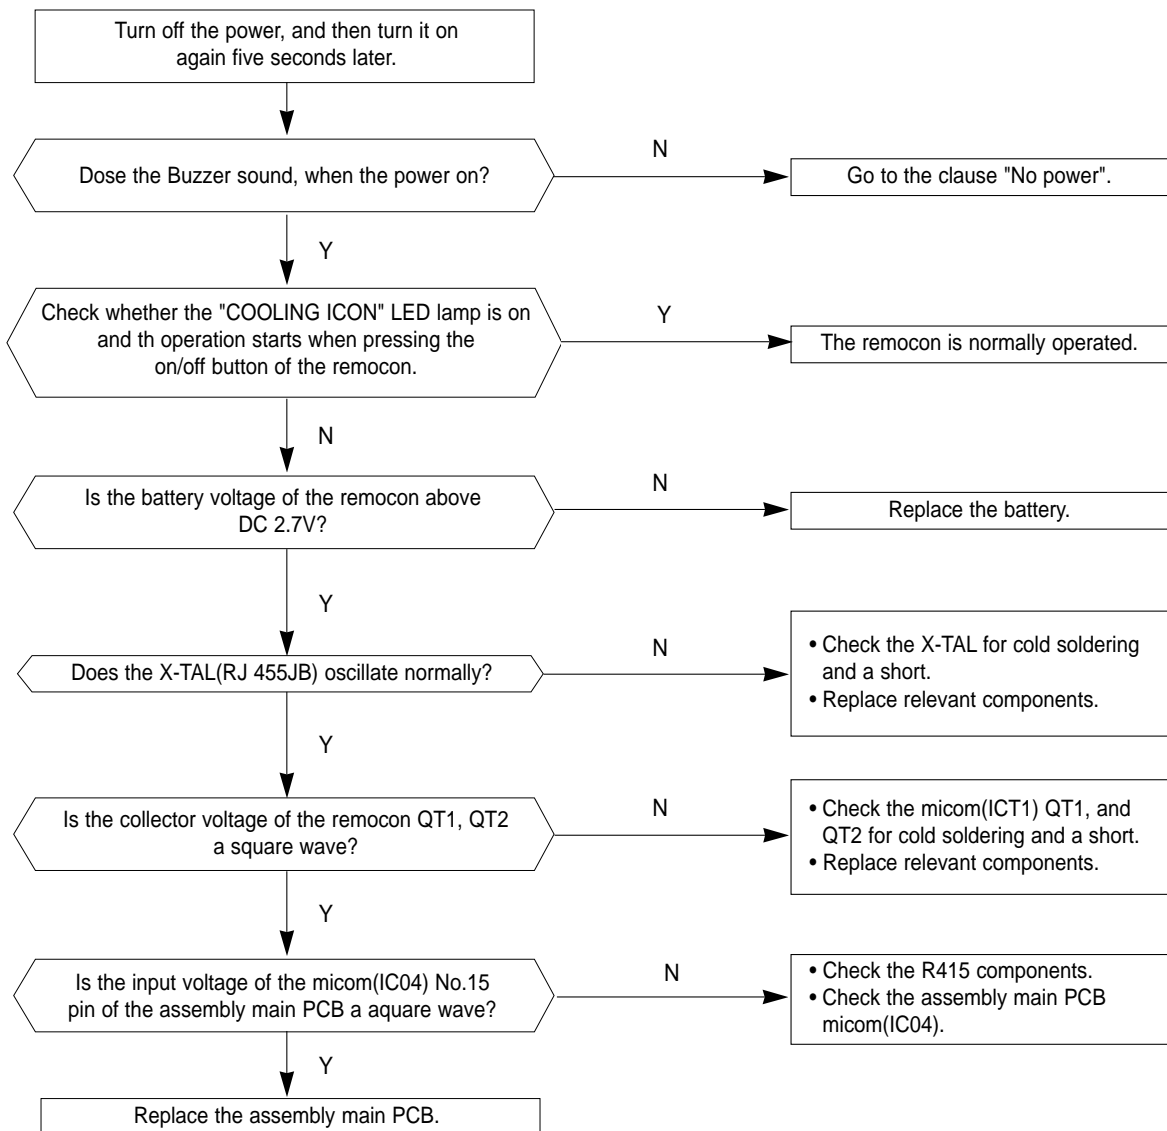 Turn off the power, and then turn it on
again five seconds later.
Dose the Buzzer sound, when the power on?
N
Go to the clause "No power".
Y
Check whether the "COOLING ICON" LED lamp is on
and th operation starts when pressing the
on/off button of the remocon.
Y
The remocon is normally operated.
N
Is the battery voltage of the remocon above
DC 2.7V?
N
Replace the battery.
Y
Does the X-TAL(RJ 455JB) oscillate normally?
N
• Check the X-TAL for cold soldering
and a short.
• Replace relevant components.
Y
Is the collector voltage of the remocon QT1, QT2
a square wave?
N
• Check the micom(ICT1) QT1, and
QT2 for cold soldering and a short.
• Replace relevant components.
Y
Is the input voltage of the micom(IC04) No.15
pin of the assembly main PCB a aquare wave?
N
• Check the R415 components.
• Check the assembly main PCB
micom(IC04).
Y
Replace the assembly main PCB.